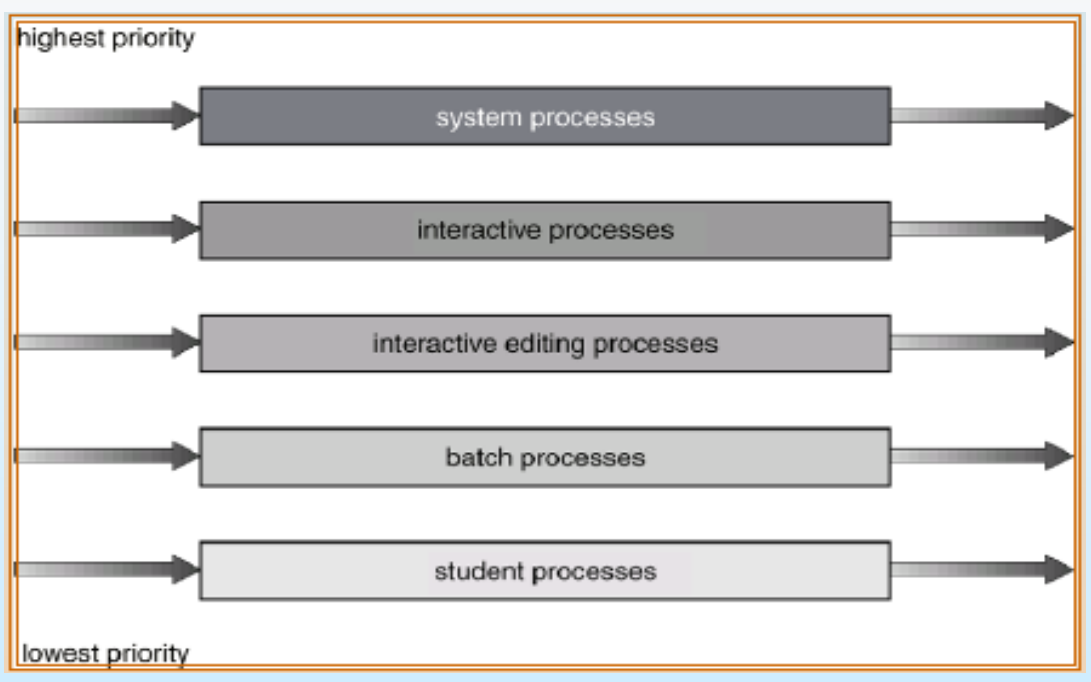 highest priority
system processes
interactive processes
interactive editing processes
batch processes
student processes
lowest priority